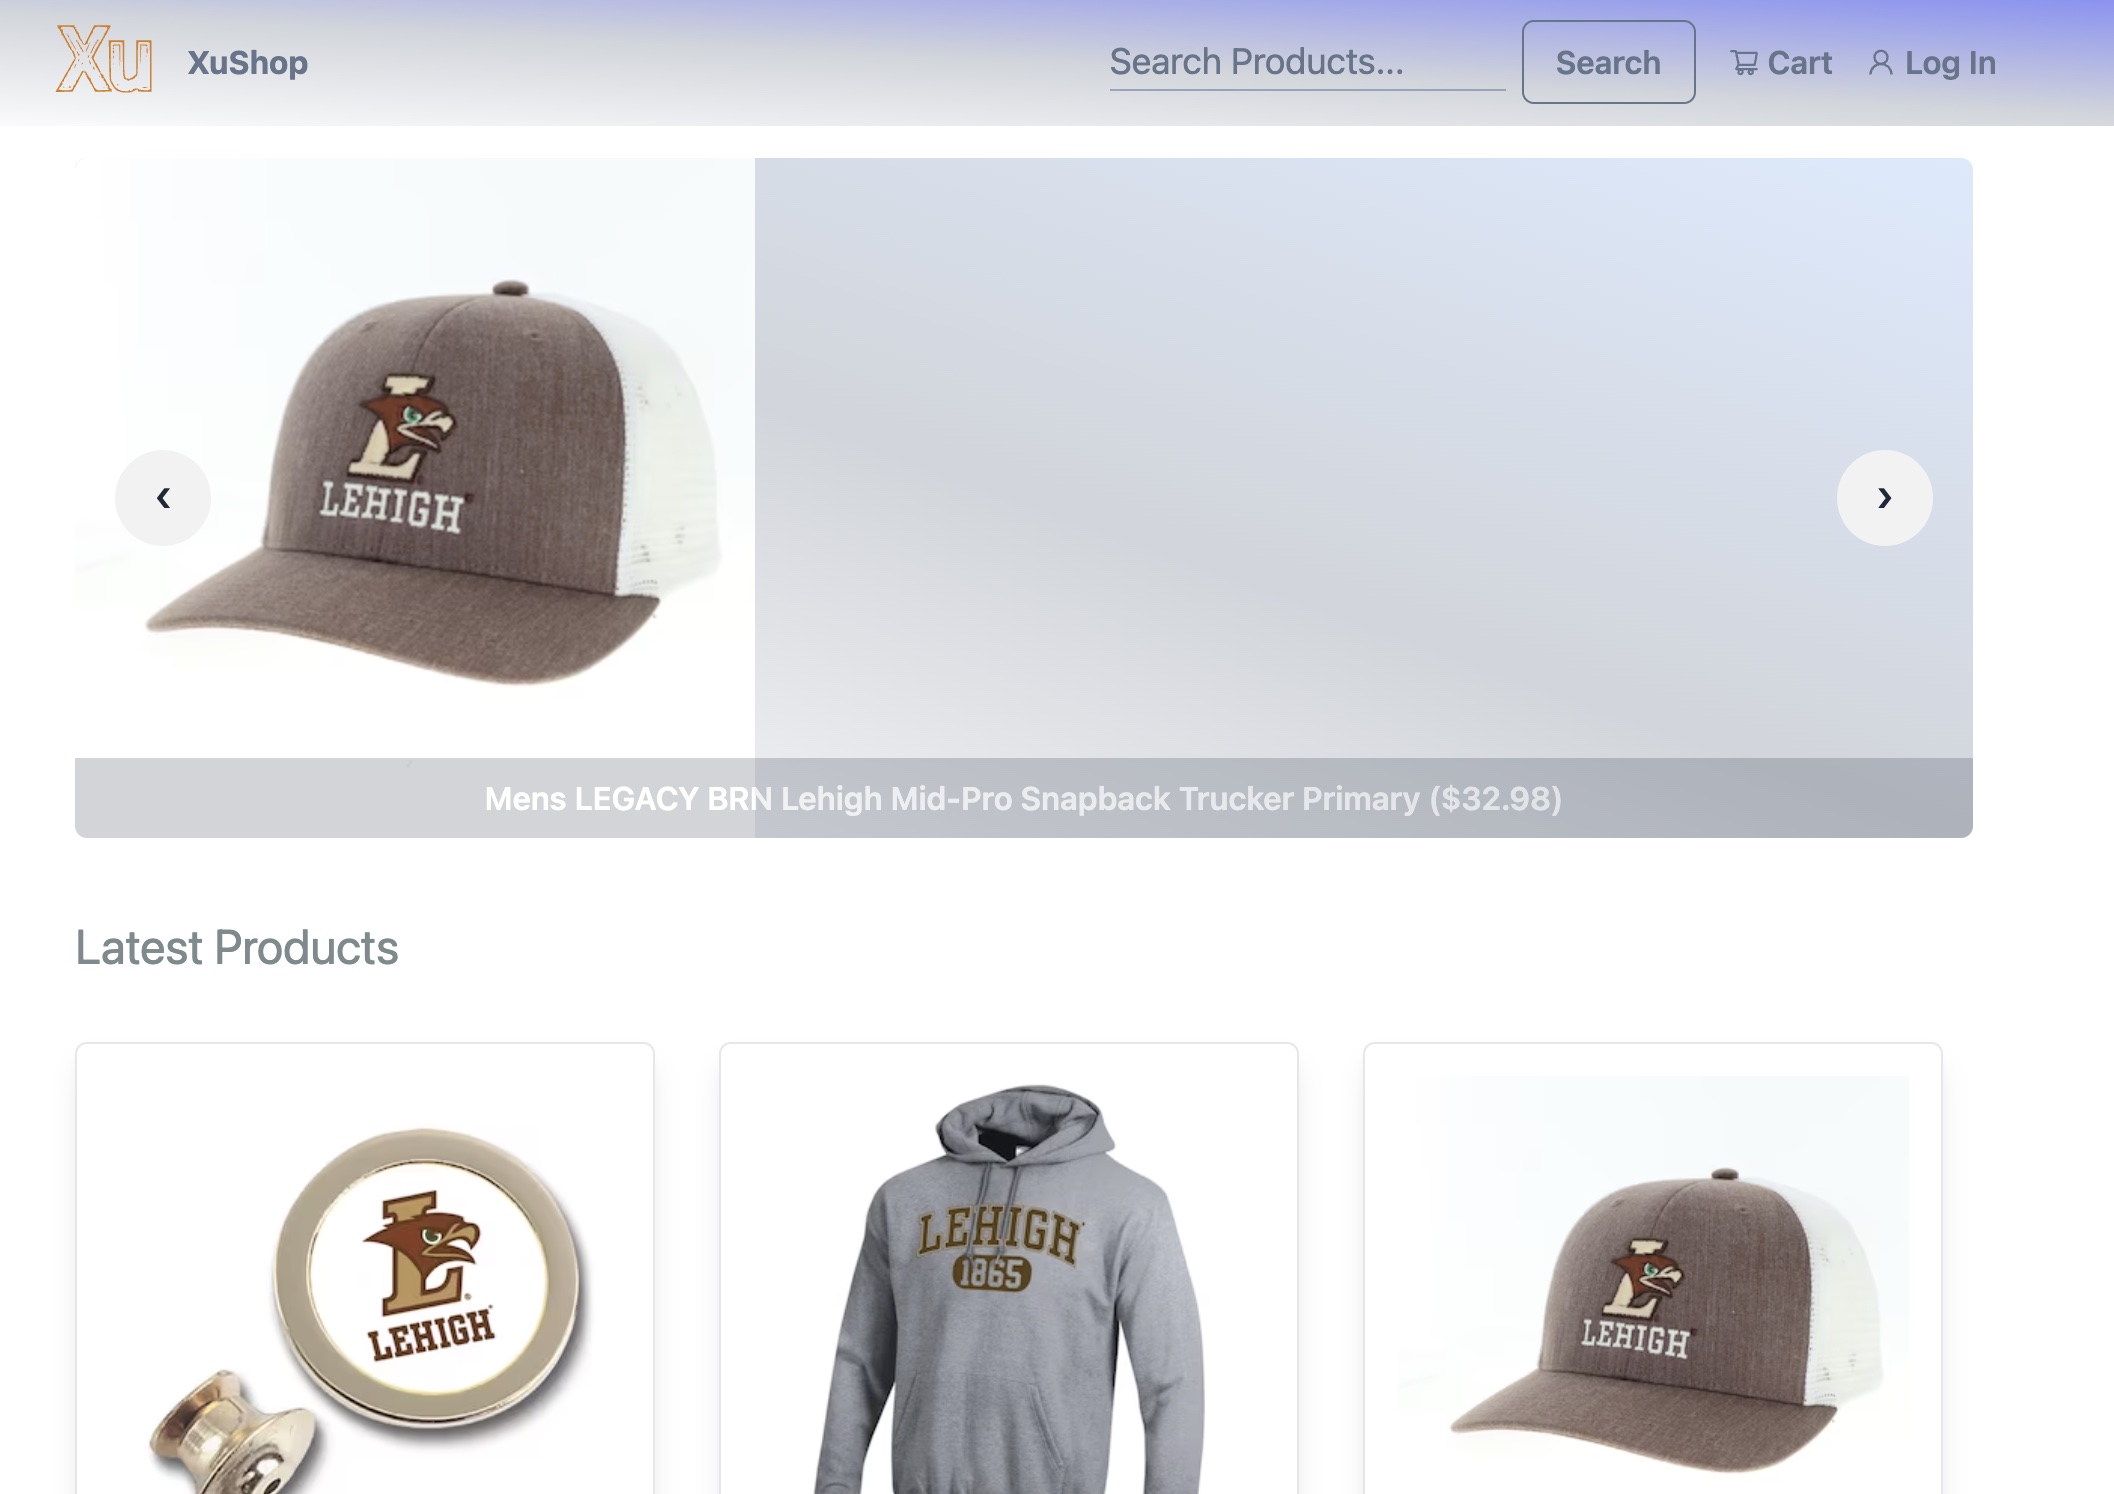 Xu XuShop Search Products... Search Cart Log In
LEHIGH
‹ ›
Mens LEGACY BRN Lehigh Mid-Pro Snapback Trucker Primary ($32.98)
Latest Products
L
LEHIGH
LEHIGH
1865
LEHIGH